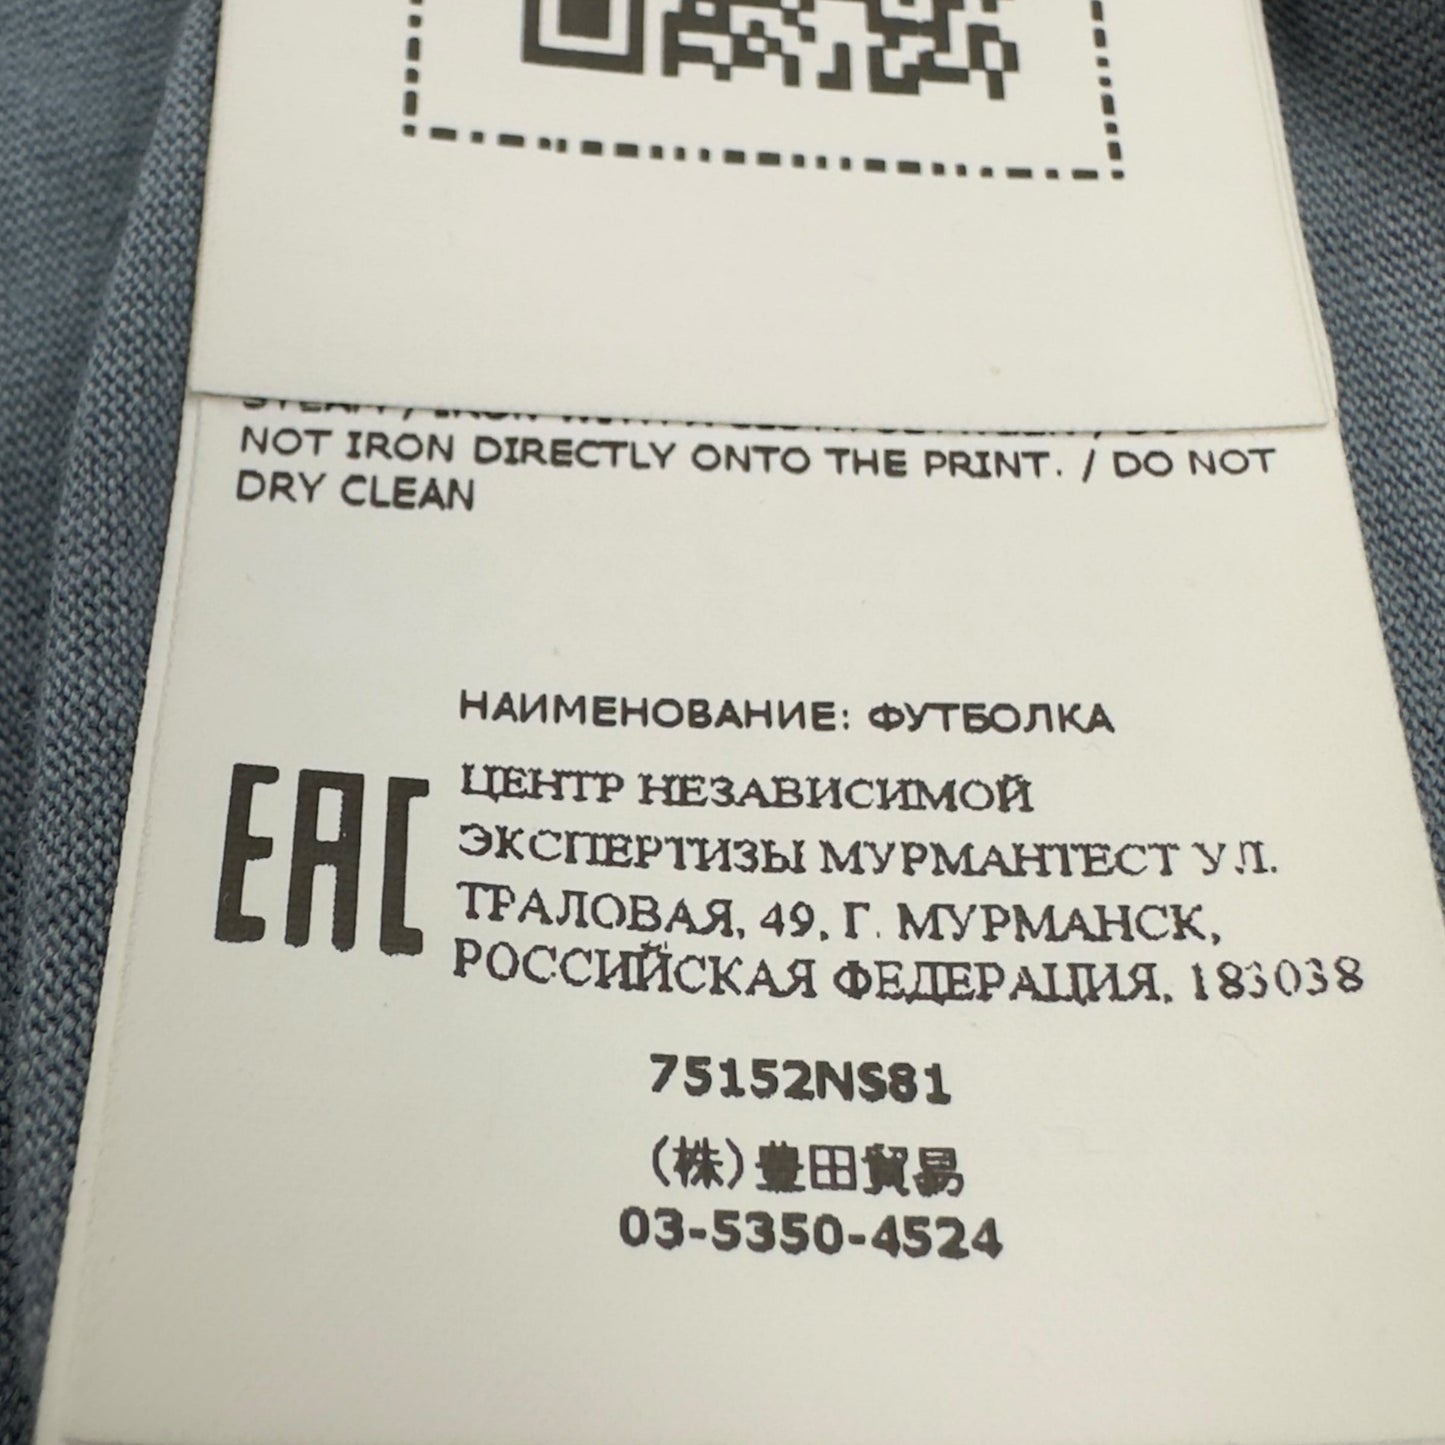 NOT IRON DIRECTLY ONTO THE PRINT. / DO NOT
DRY CLEAN
НАИМЕНОВАНИЕ: ФУТБОЛКА
EAC
ЦЕНТР НЕЗАВИСИМОЙ
ЭКСПЕРТИЗЫ МУРМАНТЕСТ УЛ.
ТРАЛОВАЯ, 49, Г. МУРМАНСК,
РОССИЙСКАЯ ФЕДЕРАЦИЯ, 183038
75152NS81
(株)豊田貿易
03-5350-4524